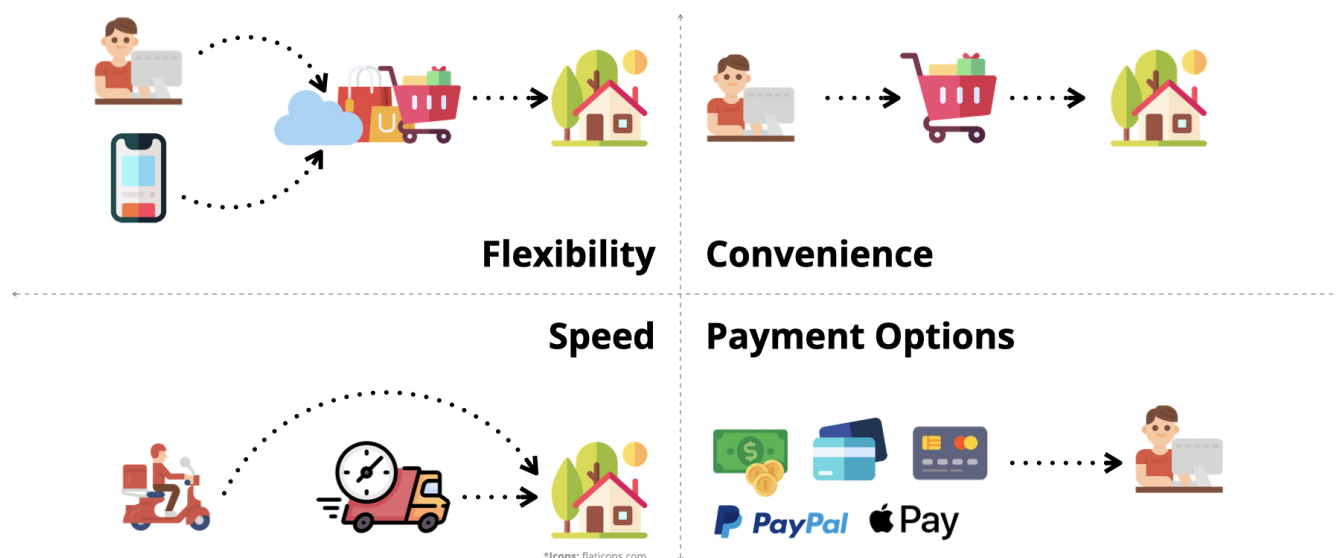 Flexibility
Convenience
Speed
Payment Options
PayPal
Pay
*Icons: flaticons.com